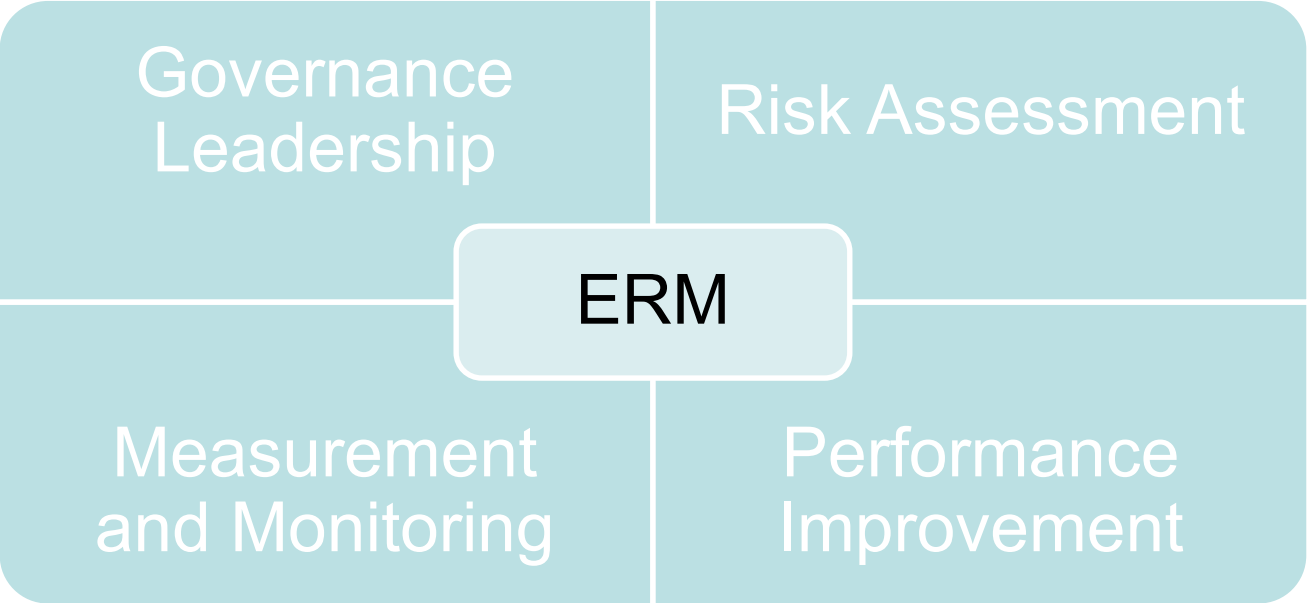 Governance
Leadership
Risk Assessment
ERM
Measurement
and Monitoring
Performance
Improvement